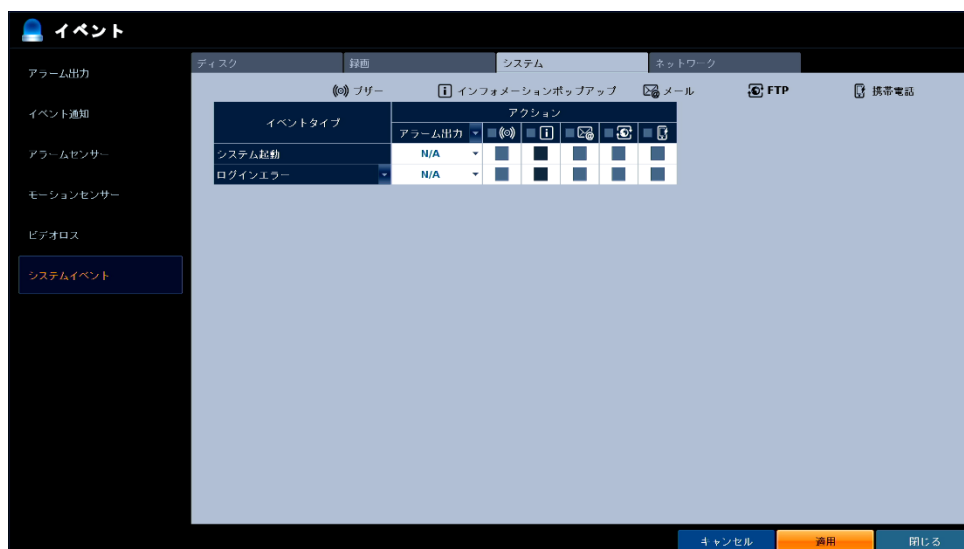 イベント
アラーム出力
イベント通知
アラームセンサー
モーションセンサー
ビデオロス
システムイベント
ディスク 録画 システム ネットワーク
ブザー インフォメーションポップアップ メール FTP 携帯電話
イベントタイプ アクション
アラーム出力
システム起動 N/A
ログインエラー N/A
キャンセル 適用 閉じる